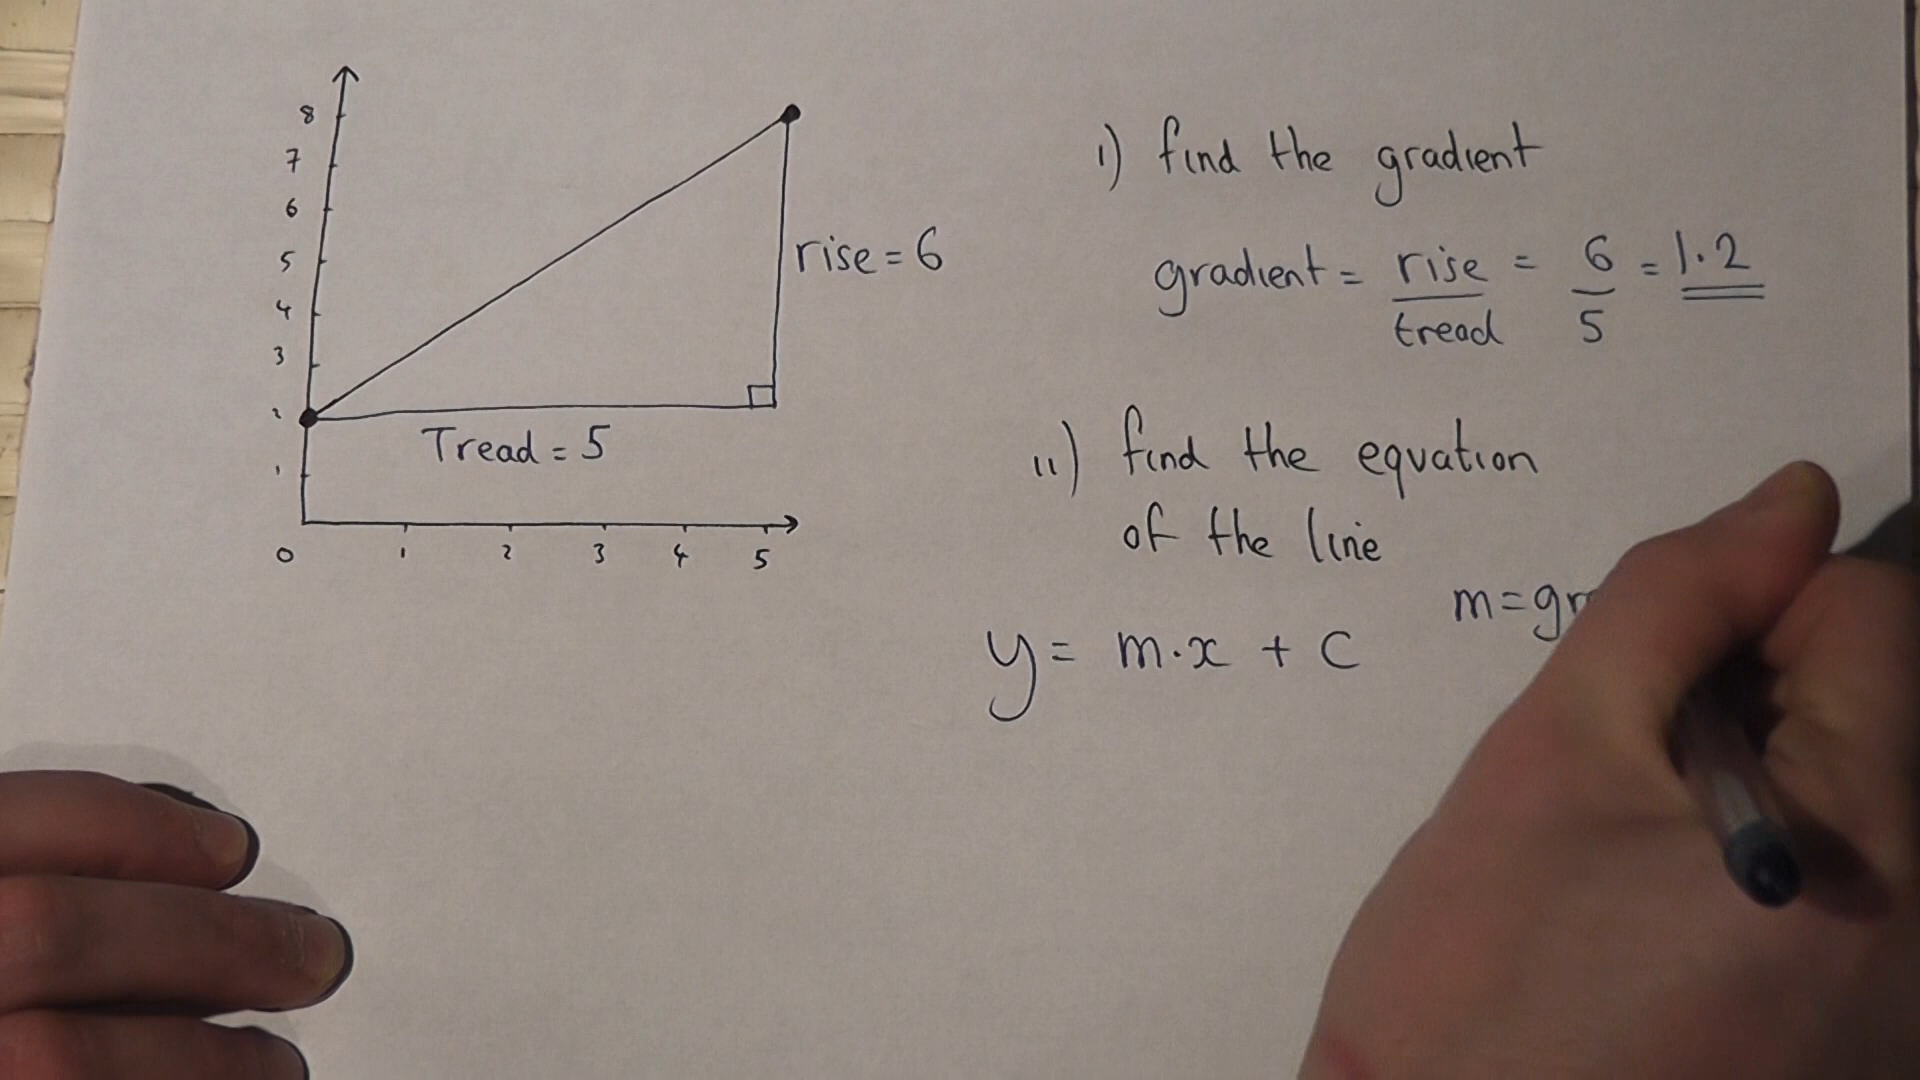 8
7
6
5
4
3
2
1
0 1 2 3 4 5
rise = 6
Tread = 5
i) find the gradient
gradient = rise/tread = 6/5 = 1.2
ii) find the equation
of the line
m=gr
y = m.x + c